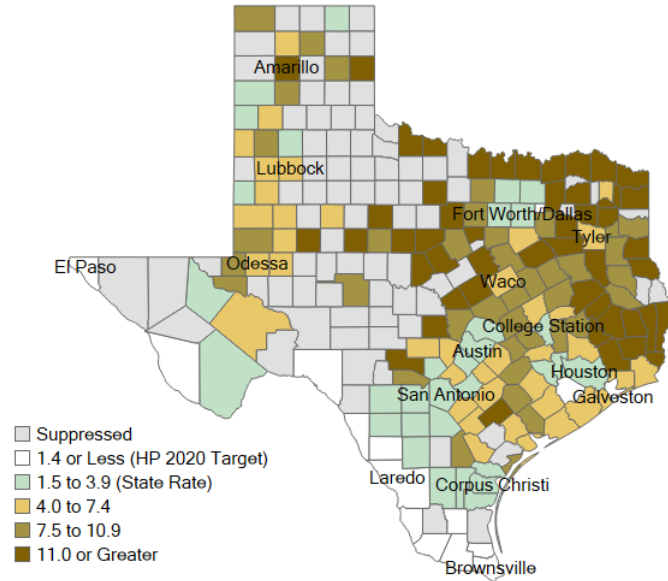 Amarillo
Lubbock
Fort Worth/Dallas
Tyler
El Paso
Odessa
Waco
College Station
Austin
Houston
San Antonio
Galveston
Laredo
Corpus Christi
Brownsville
Suppressed
1.4 or Less (HP 2020 Target)
1.5 to 3.9 (State Rate)
4.0 to 7.4
7.5 to 10.9
11.0 or Greater